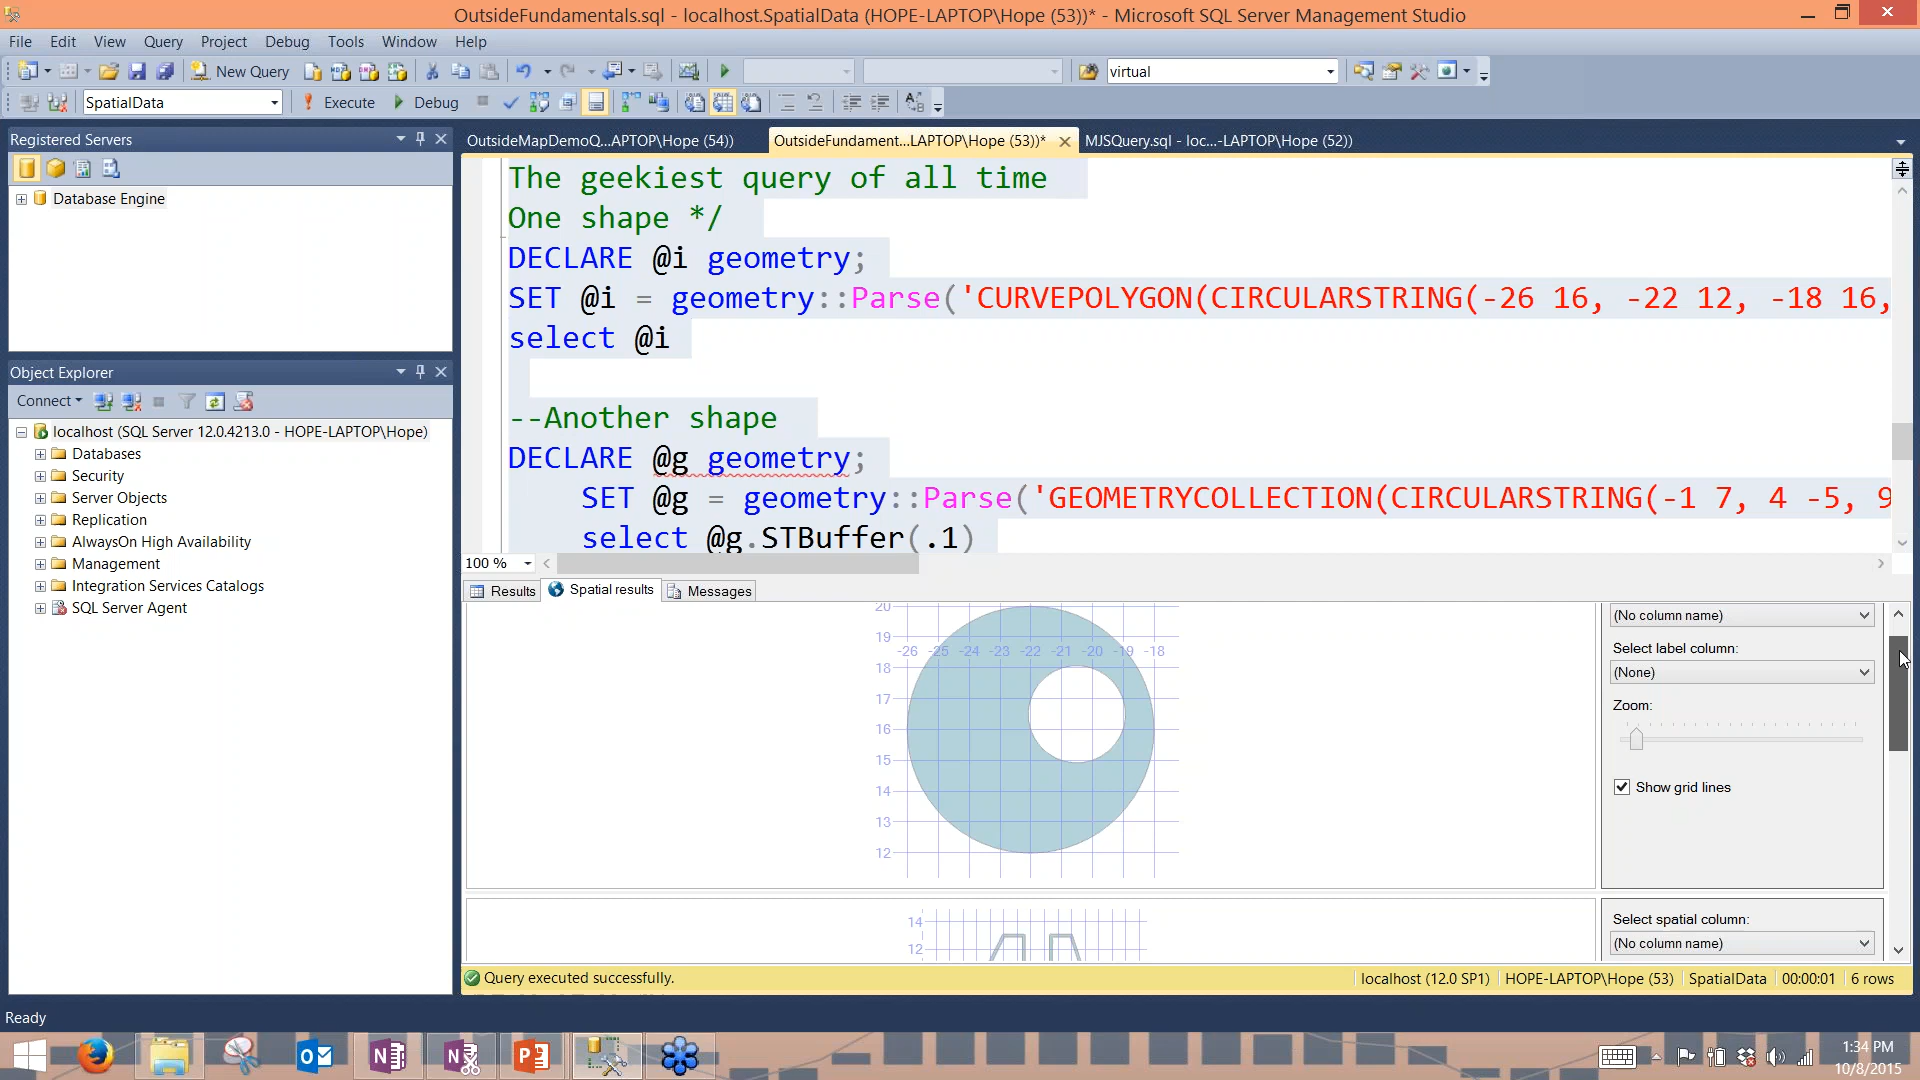 OutsideFundamentals.sql - localhost.SpatialData (HOPE-LAPTOP\Hope (53))* - Microsoft SQL Server Management Studio
File Edit View Query Project Debug Tools Window Help
New Query
virtual
SpatialData
Execute
Debug
Registered Servers
Database Engine
Object Explorer
Connect
localhost (SQL Server 12.0.4213.0 - HOPE-LAPTOP\Hope)
Databases
Security
Server Objects
Replication
AlwaysOn High Availability
Management
Integration Services Catalogs
SQL Server Agent
OutsideMapDemoQ...APTOP\Hope (54))
OutsideFundament...LAPTOP\Hope (53))*
MJSQuery.sql - loc...-LAPTOP\Hope (52))
The geekiest query of all time
One shape */
DECLARE @i geometry;
SET @i = geometry::Parse('CURVEPOLYGON(CIRCULARSTRING(-26 16, -22 12, -18 16,
select @i
--Another shape
DECLARE @g geometry;
SET @g = geometry::Parse('GEOMETRYCOLLECTION(CIRCULARSTRING(-1 7, 4 -5, 9
select @g.STBuffer(.1)
100 %
Results
Spatial results
Messages
20
19
-26 -25 -24 -23 -22 -21 -20 -19 -18
18
17
16
15
14
13
12
14
12
(No column name)
Select label column:
(None)
Zoom:
Show grid lines
Select spatial column:
(No column name)
Query executed successfully.
localhost (12.0 SP1)
HOPE-LAPTOP\Hope (53)
SpatialData
00:00:01
6 rows
Ready
1:34 PM
10/8/2015